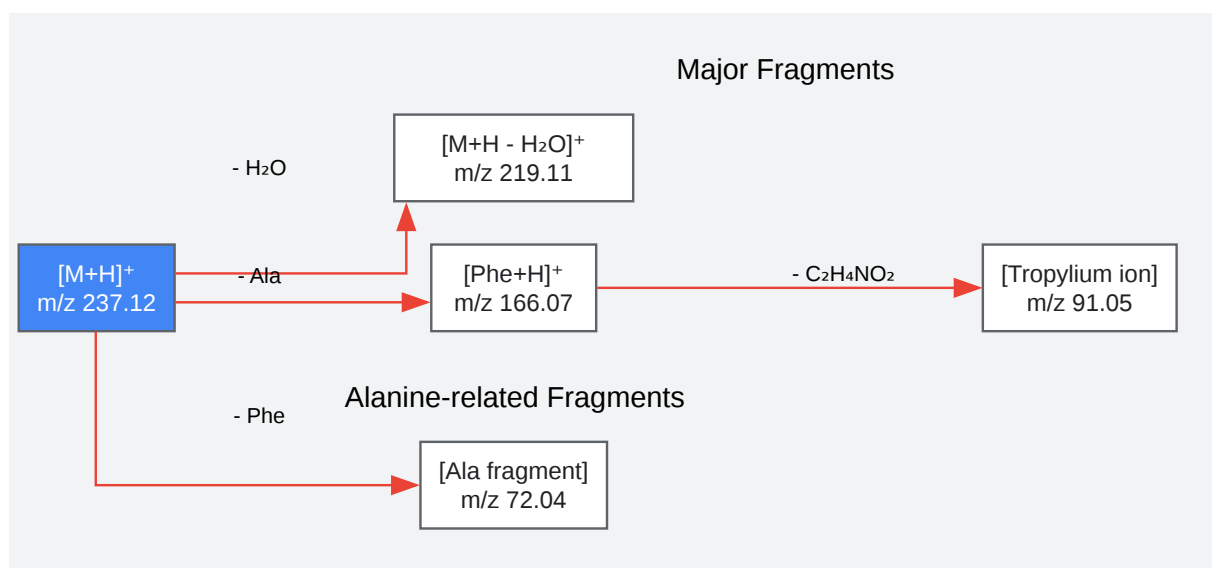 Major Fragments
[M+H - H₂O]⁺
m/z 219.11
- H₂O
[M+H]⁺
m/z 237.12
- Ala
[Phe+H]⁺
m/z 166.07
- C₂H₄NO₂
[Tropylium ion]
m/z 91.05
Alanine-related Fragments
- Phe
[Ala fragment]
m/z 72.04